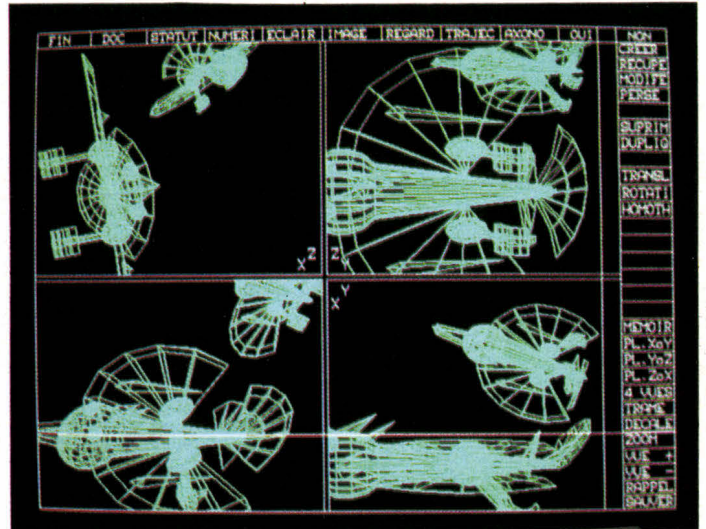 FIN DOC STATUT NUMERI ECLAIR IMAGE REGARD TRAJEC AXONO OUI NON
CREER
RECUPE
MODIFE
PERSE
SUPRIM
DUPLIQ
TRANSL
ROTATI
HOMOTH
X Z
Z Y
X Y
MEMOIR
PL.XoY
PL.YoZ
PL.ZoX
4 VUES
TRAME
DECALE
ZOOM
VUE +
VUE -
RAPPEL
SAUVER